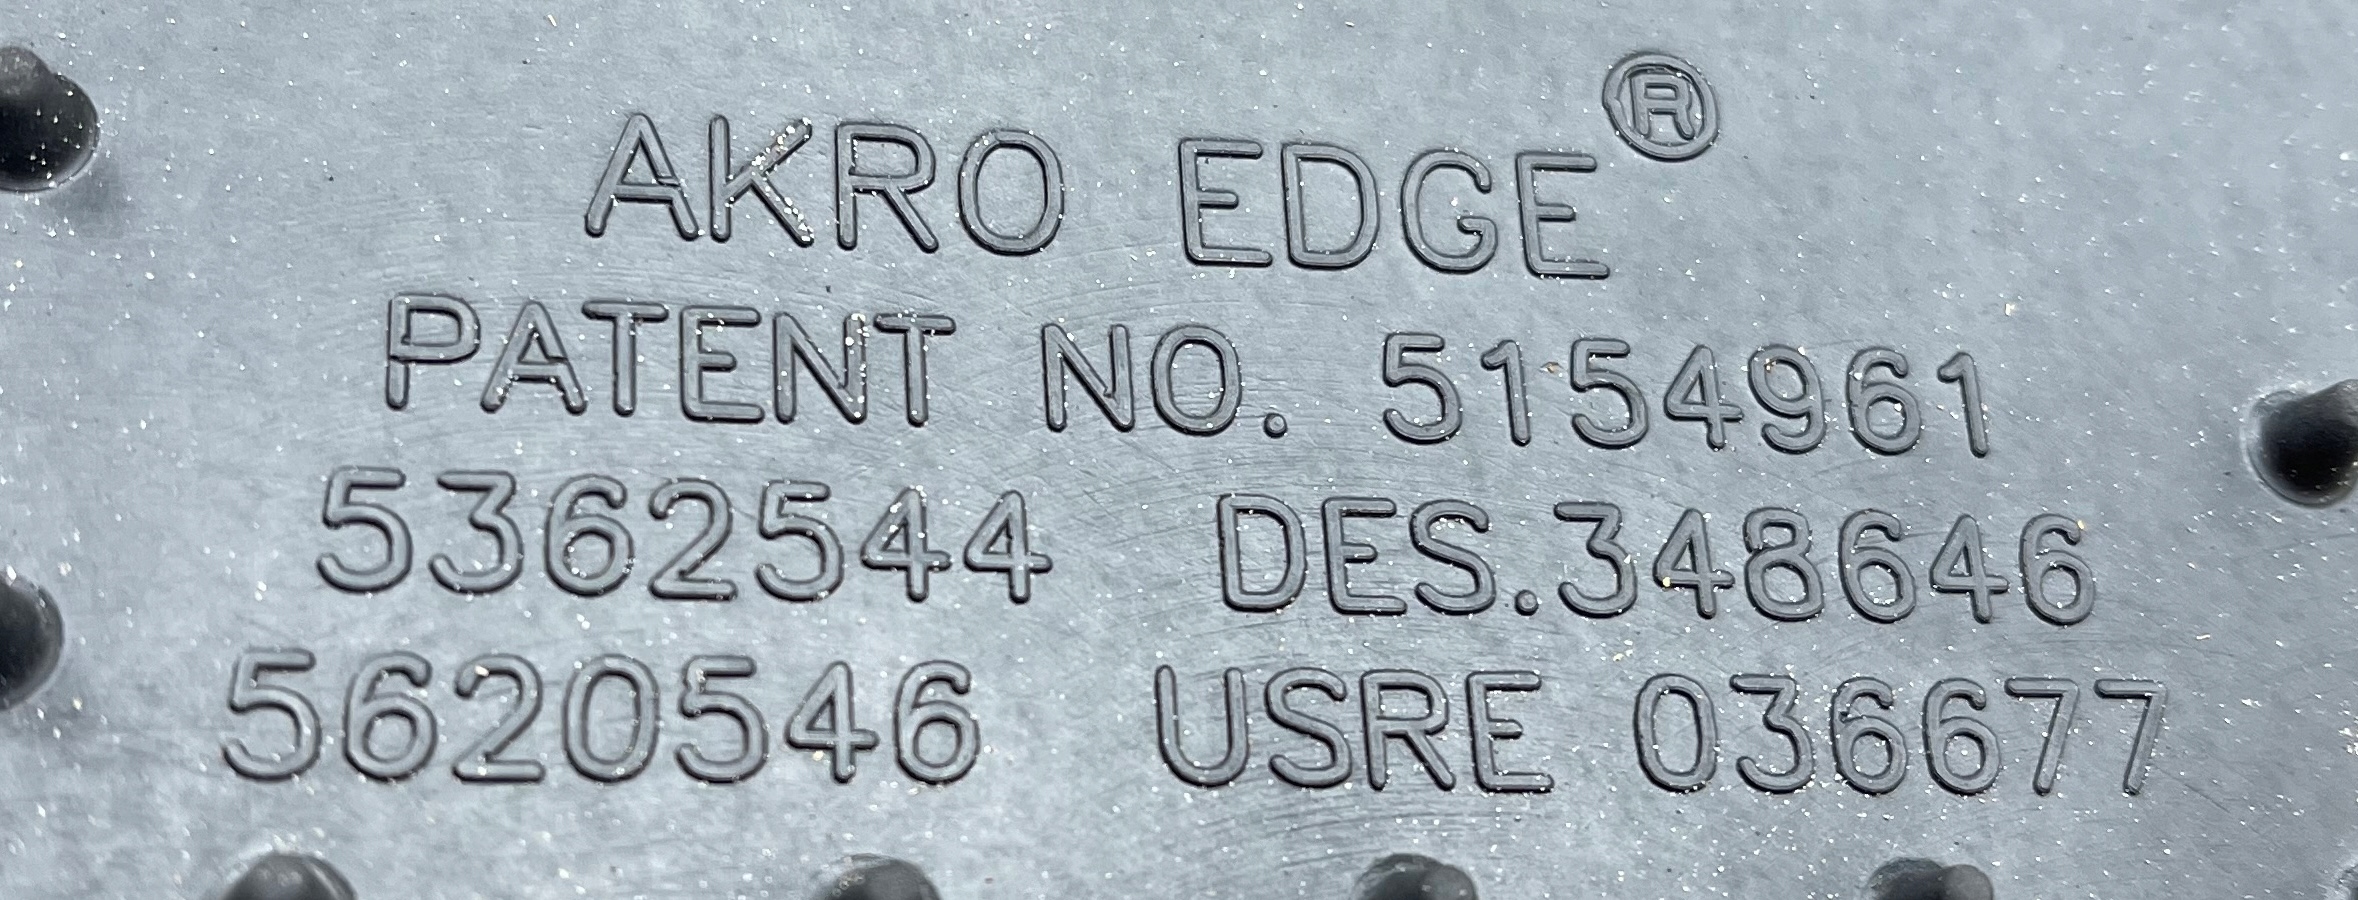 AKRO EDGE®
PATENT NO. 5154961
5362544 DES.348646
5620546 USRE 036677